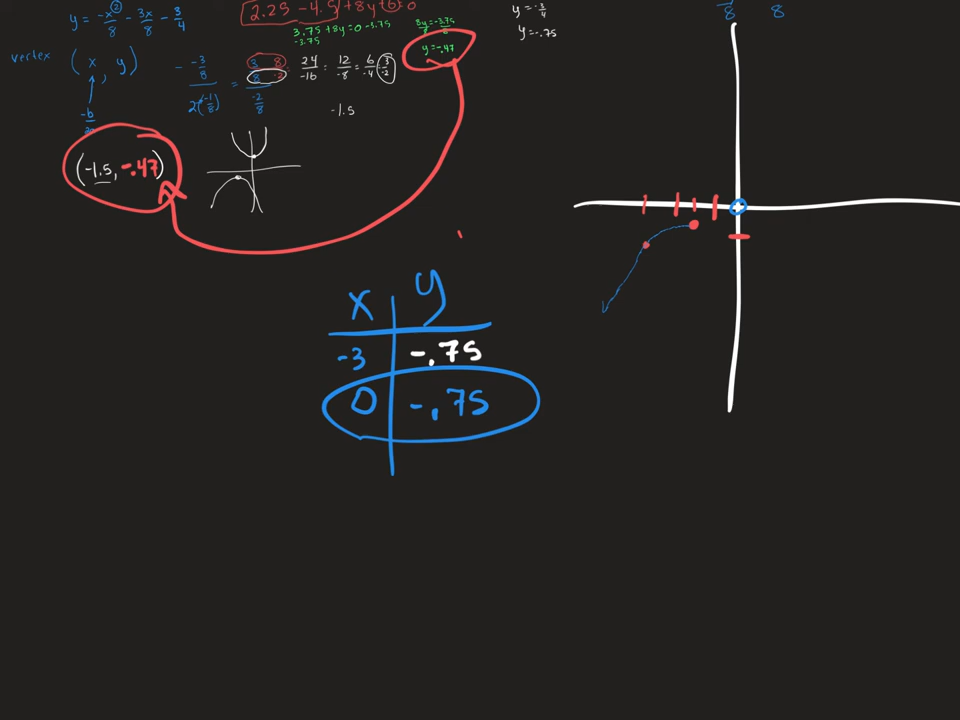 y = -x²/8 - 3x/8 - 3/4
2.25 - 4.5 + 8y + 6 = 0
3.75 + 8y = 0 -3.75
-3.75
8y = -3.75
y = -.47
y = -3/4
y = -.75
8
8
vertex ( x , y )
-b
- -3/8
2(-1/8)
=
3 8
8 -2
-2/8
= 24/-16 = 12/-8 = 6/-4 = 3/-2
-1.5
(-1.5, -.47)
x y
-3 -.75
0 -.75